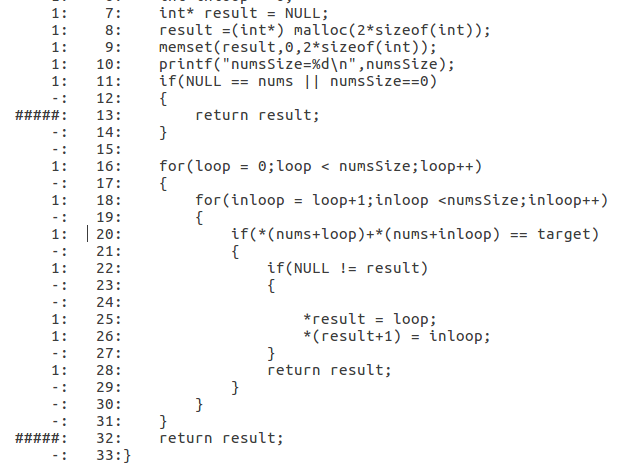 1:    7:    int* result = NULL;
1:    8:    result =(int*) malloc(2*sizeof(int));
1:    9:    memset(result,0,2*sizeof(int));
1:   10:    printf("numsSize=%d\n",numsSize);
1:   11:    if(NULL == nums || numsSize==0)
-:   12:    {
#####:   13:        return result;
-:   14:    }
-:   15:
1:   16:    for(loop = 0;loop < numsSize;loop++)
-:   17:    {
1:   18:        for(inloop = loop+1;inloop <numsSize;inloop++)
-:   19:        {
1:   20:            if(*(nums+loop)+*(nums+inloop) == target)
-:   21:            {
1:   22:                if(NULL != result)
-:   23:                {
-:   24:
1:   25:                    *result = loop;
1:   26:                    *(result+1) = inloop;
-:   27:                }
1:   28:                return result;
-:   29:            }
-:   30:        }
-:   31:    }
#####:   32:    return result;
-:   33:}